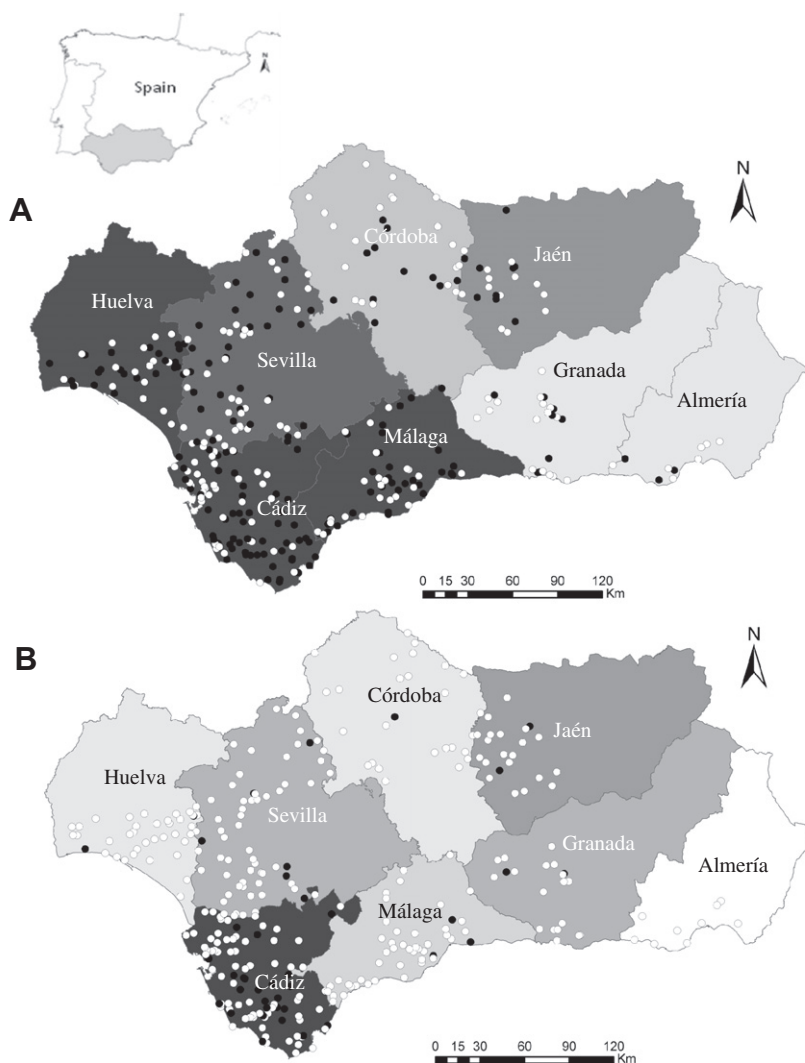 N
Spain
A
N
Córdoba
Jaén
Huelva
Sevilla
Granada
Almería
Málaga
Cádiz
0 15 30 60 90 120
Km
B
N
Córdoba
Jaén
Huelva
Sevilla
Granada
Almería
Málaga
Cádiz
0 15 30 60 90 120
Km